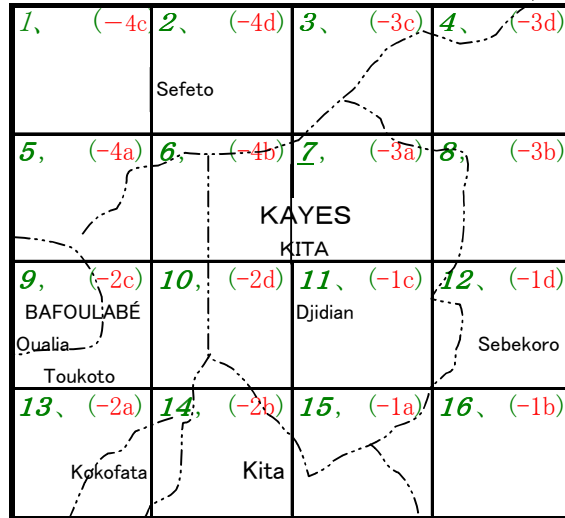 1、 (-4c) 2、 (-4d) 3、 (-3c) 4、 (-3d)
Sefeto
5, (-4a) 6, (-4b) 7 (-3a) 8, (-3b)
KAYES
KITA
9, (-2c) 10, (-2d) 11、 (-1c) 12、 (-1d)
BAFOULABÉ
Djidian
Oualia
Sebekoro
Toukoto
13、 (-2a) 14, (-2b) 15, (-1a) 16、 (-1b)
Kokofata
Kita